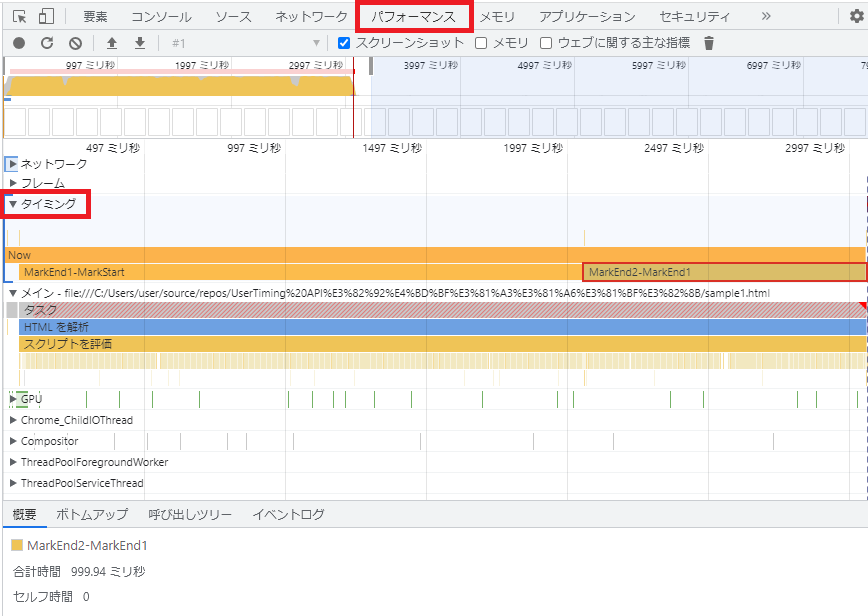 要素 コンソール ソース ネットワーク パフォーマンス メモリ アプリケーション セキュリティ »
#1 スクリーンショット メモリ ウェブに関する主な指標
997 ミリ秒 1997 ミリ秒 2997 ミリ秒 3997 ミリ秒 4997 ミリ秒 5997 ミリ秒 6997 ミリ秒
497 ミリ秒 997 ミリ秒 1497 ミリ秒 1997 ミリ秒 2497 ミリ秒 2997 ミリ秒
ネットワーク
フレーム
タイミング
Now
MarkEnd1-MarkStart MarkEnd2-MarkEnd1
メイン - file:///C:/Users/user/source/repos/UserTiming%20API%E3%82%92%E4%BD%BF%E3%81%A3%E3%81%A6%E3%81%BF%E3%82%8B/sample1.html
タスク
HTML を解析
スクリプトを評価
GPU
Chrome_ChildIOThread
Compositor
ThreadPoolForegroundWorker
ThreadPoolServiceThread
概要 ボトムアップ 呼び出しツリー イベントログ
MarkEnd2-MarkEnd1
合計時間 999.94 ミリ秒
セルフ時間 0